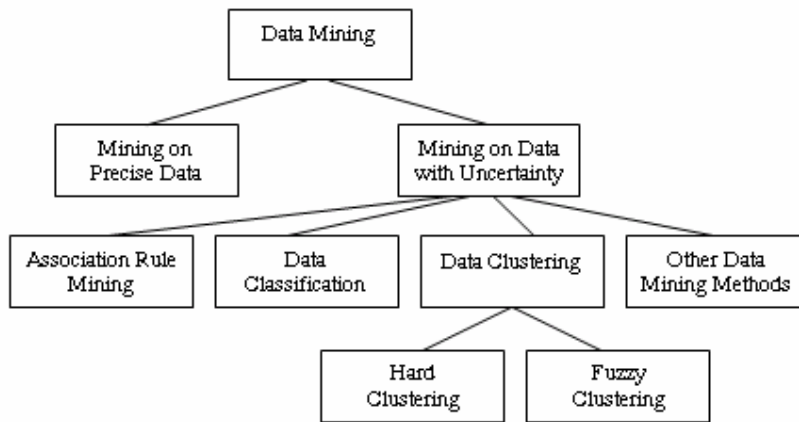 Data Mining
Mining on
Precise Data
Mining on Data
with Uncertainty
Association Rule
Mining
Data
Classification
Data Clustering
Other Data
Mining Methods
Hard
Clustering
Fuzzy
Clustering